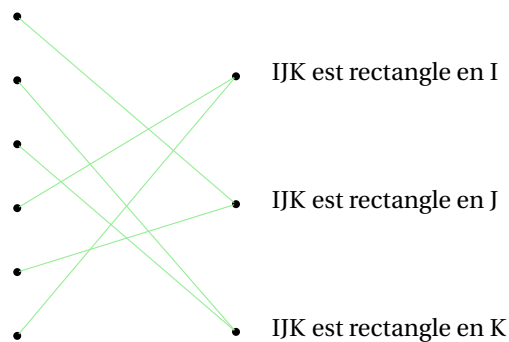 IJK est rectangle en I
IJK est rectangle en J
IJK est rectangle en K